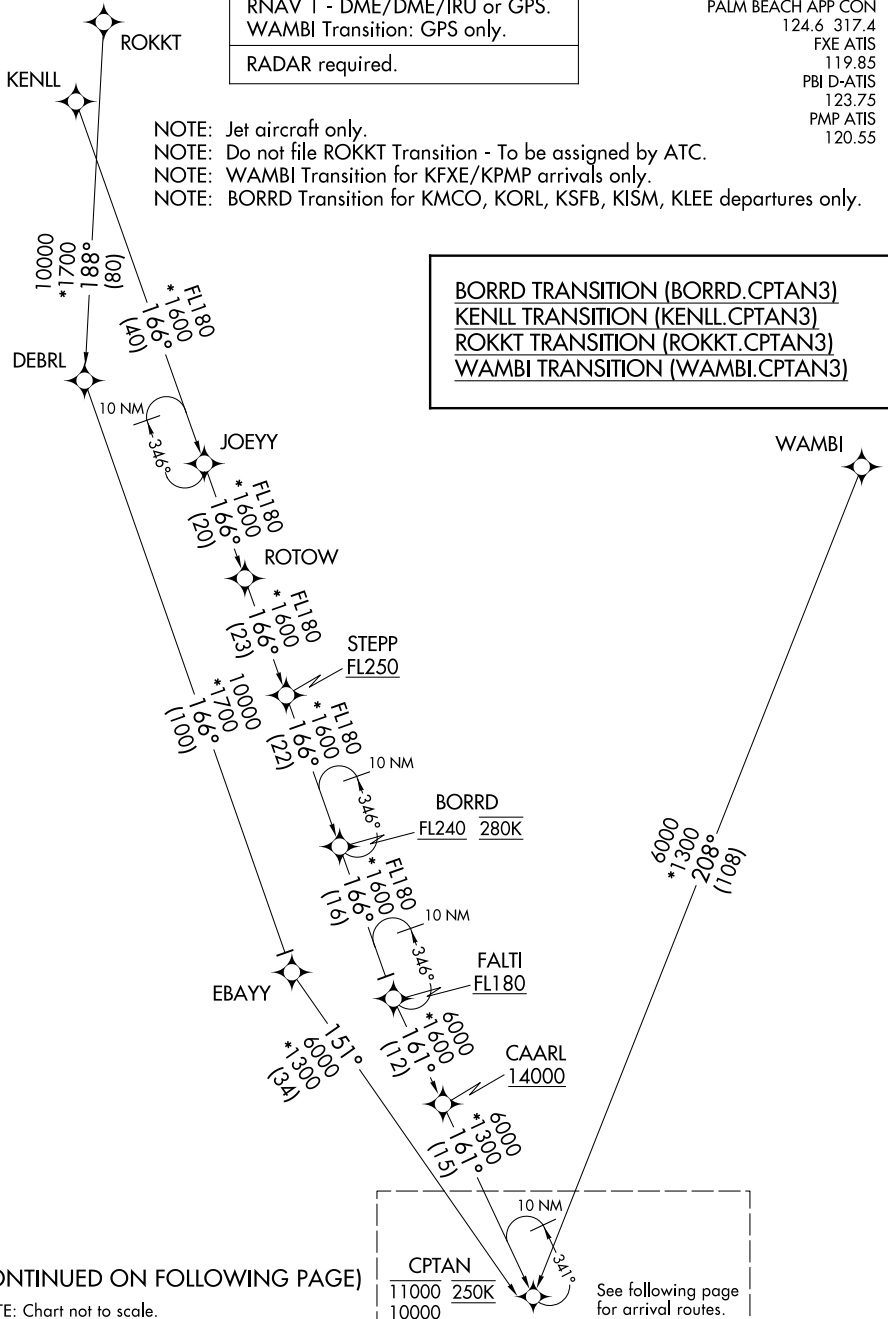 RNAV 1 - DME/DME/IRU or GPS.
WAMBI Transition: GPS only.
RADAR required.
PALM BEACH APP CON
124.6 317.4
FXE ATIS
119.85
PBI D-ATIS
123.75
PMP ATIS
120.55
ROKKT
KENLL
NOTE: Jet aircraft only.
NOTE: Do not file ROKKT Transition - To be assigned by ATC.
NOTE: WAMBI Transition for KFXE/KPMP arrivals only.
NOTE: BORRD Transition for KMCO, KORL, KSFB, KISM, KLEE departures only.
10000
*1700
188°
(80)
FL180
*1600
166°
(40)
BORRD TRANSITION (BORRD.CPTAN3)
KENLL TRANSITION (KENLL.CPTAN3)
ROKKT TRANSITION (ROKKT.CPTAN3)
WAMBI TRANSITION (WAMBI.CPTAN3)
DEBRL
10 NM
346°
JOEYY
WAMBI
FL180
*1600
166°
(20)
ROTOW
FL180
*1600
166°
(23)
STEPP
FL250
10000
*1700
166°
(100)
FL180
*1600
166°
(22)
10 NM
346°
BORRD
FL240 280K
6000
*1300
208°
(108)
FL180
*1600
166°
(16)
10 NM
346°
FALTI
FL180
EBAYY
151°
6000
*1300
(34)
6000
*1600
161°
(12)
CAARL
14000
6000
*1300
161°
(15)
10 NM
341°
CPTAN
11000 250K
10000
See following page
for arrival routes.
ONTINUED ON FOLLOWING PAGE)
TE: Chart not to scale.